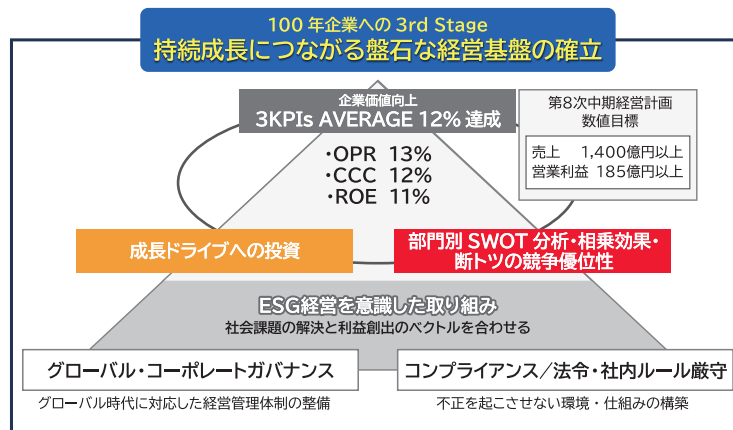 100年企業への3rd Stage
持続成長につながる盤石な経営基盤の確立
企業価値向上
3KPIs AVERAGE 12% 達成
・OPR 13%
・CCC 12%
・ROE 11%
第8次中期経営計画
数値目標
売上 1,400億円以上
営業利益 185億円以上
成長ドライブへの投資
部門別 SWOT 分析・相乗効果・
断トツの競争優位性
ESG経営を意識した取り組み
社会課題の解決と利益創出のベクトルを合わせる
グローバル・コーポレートガバナンス
グローバル時代に対応した経営管理体制の整備
コンプライアンス/法令・社内ルール厳守
不正を起こさせない環境・仕組みの構築